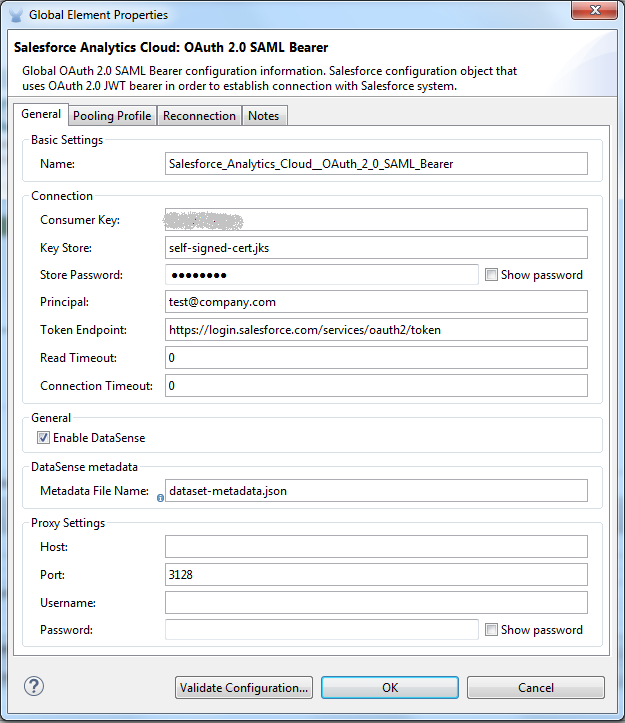 Global Element Properties
Salesforce Analytics Cloud: OAuth 2.0 SAML Bearer
Global OAuth 2.0 SAML Bearer configuration information. Salesforce configuration object that
uses OAuth 2.0 JWT bearer in order to establish connection with Salesforce system.
General Pooling Profile Reconnection Notes
Basic Settings
Name: Salesforce_Analytics_Cloud__OAuth_2_0_SAML_Bearer
Connection
Consumer Key:
Key Store: self-signed-cert.jks
Store Password: ●●●●●●●● Show password
Principal: test@company.com
Token Endpoint: https://login.salesforce.com/services/oauth2/token
Read Timeout: 0
Connection Timeout: 0
General
Enable DataSense
DataSense metadata
Metadata File Name: dataset-metadata.json
Proxy Settings
Host:
Port: 3128
Username:
Password: Show password
Validate Configuration... OK Cancel